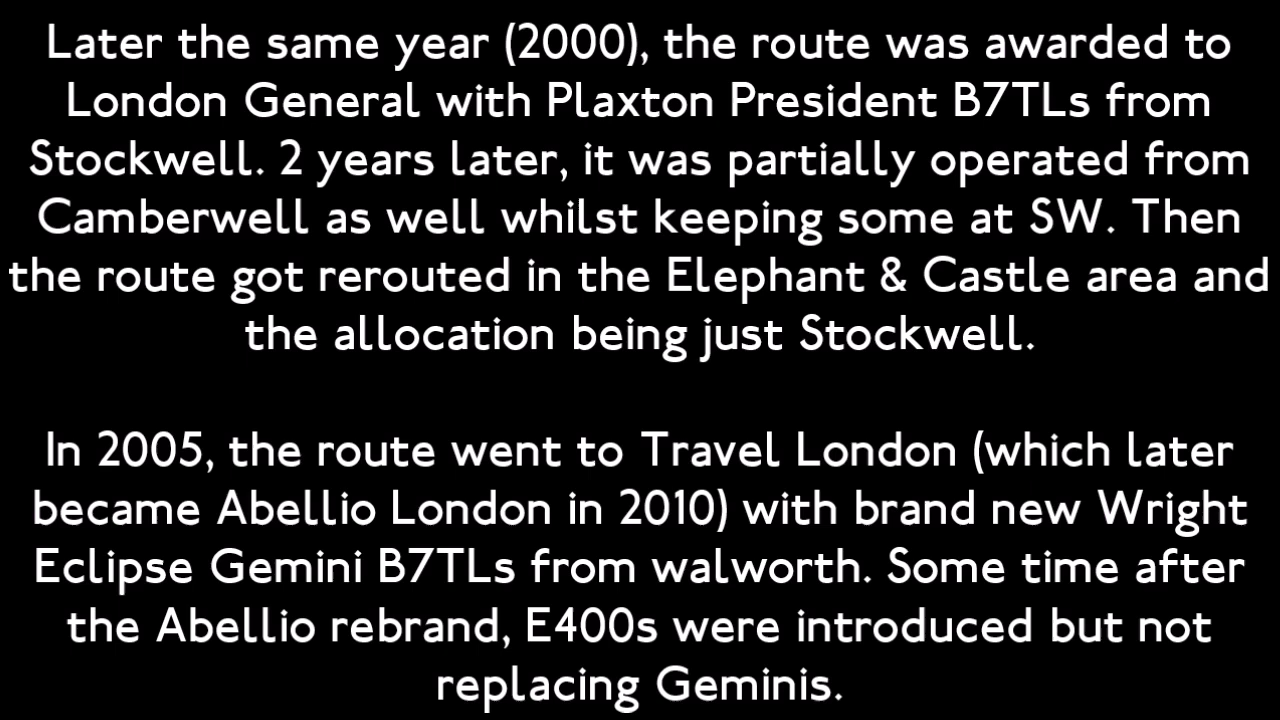 Later the same year (2000), the route was awarded to
London General with Plaxton President B7TLs from
Stockwell. 2 years later, it was partially operated from
Camberwell as well whilst keeping some at SW. Then
the route got rerouted in the Elephant & Castle area and
the allocation being just Stockwell.
In 2005, the route went to Travel London (which later
became Abellio London in 2010) with brand new Wright
Eclipse Gemini B7TLs from walworth. Some time after
the Abellio rebrand, E400s were introduced but not
replacing Geminis.